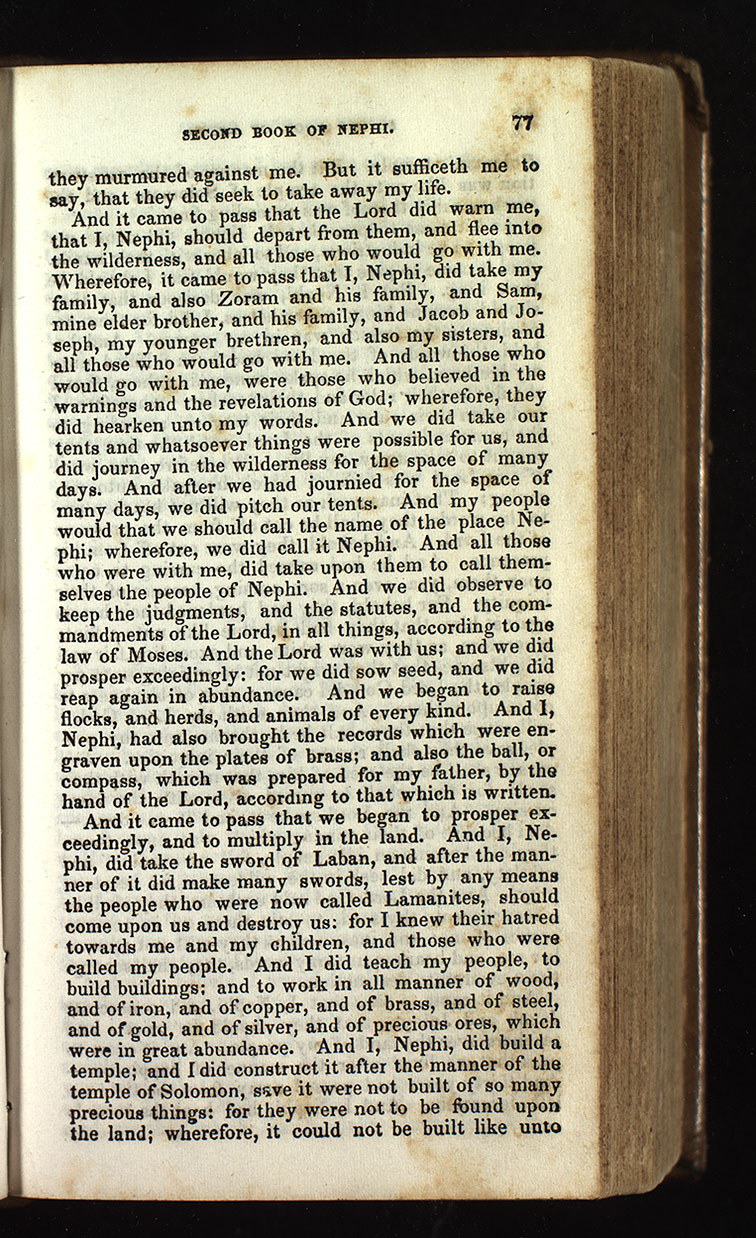 SECOND BOOK OF NEPHI. 77
they murmured against me. But it sufficeth me to
say, that they did seek to take away my life.
And it came to pass that the Lord did warn me,
that I, Nephi, should depart from them, and flee into
the wilderness, and all those who would go with me.
Wherefore, it came to pass that I, Nephi, did take my
family, and also Zoram and his family, and Sam,
mine elder brother, and his family, and Jacob and Jo-
seph, my younger brethren, and also my sisters, and
all those who would go with me. And all those who
would go with me, were those who believed in the
warnings and the revelations of God; wherefore, they
did hearken unto my words. And we did take our
tents and whatsoever things were possible for us, and
did journey in the wilderness for the space of many
days. And after we had journied for the space of
many days, we did pitch our tents. And my people
would that we should call the name of the place Ne-
phi; wherefore, we did call it Nephi. And all those
who were with me, did take upon them to call them-
selves the people of Nephi. And we did observe to
keep the judgments, and the statutes, and the com-
mandments of the Lord, in all things, according to the
law of Moses. And the Lord was with us; and we did
prosper exceedingly: for we did sow seed, and we did
reap again in abundance. And we began to raise
flocks, and herds, and animals of every kind. And I,
Nephi, had also brought the records which were en-
graven upon the plates of brass; and also the ball, or
compass, which was prepared for my father, by the
hand of the Lord, according to that which is written.
And it came to pass that we began to prosper ex-
ceedingly, and to multiply in the land. And I, Ne-
phi, did take the sword of Laban, and after the man-
ner of it did make many swords, lest by any means
the people who were now called Lamanites, should
come upon us and destroy us: for I knew their hatred
towards me and my children, and those who were
called my people. And I did teach my people, to
build buildings: and to work in all manner of wood,
and of iron, and of copper, and of brass, and of steel,
and of gold, and of silver, and of precious ores, which
were in great abundance. And I, Nephi, did build a
temple; and I did construct it after the manner of the
temple of Solomon, save it were not built of so many
precious things: for they were not to be found upon
the land; wherefore, it could not be built like unto